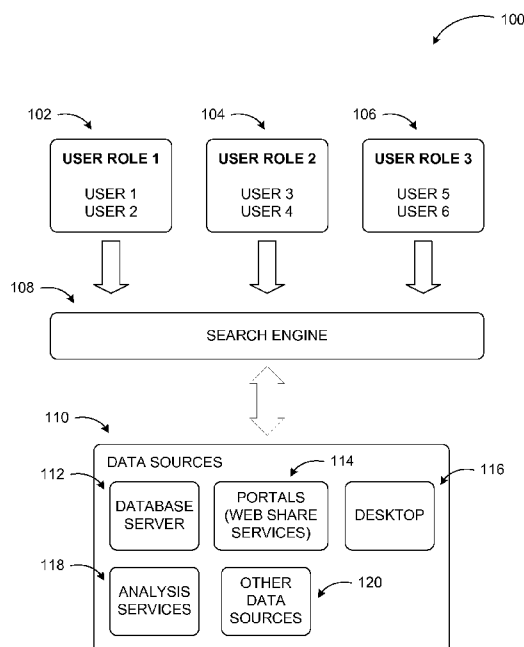 100
102
104
106
USER ROLE 1
USER 1
USER 2
USER ROLE 2
USER 3
USER 4
USER ROLE 3
USER 5
USER 6
108
SEARCH ENGINE
110
DATA SOURCES
112
114
116
DATABASE
SERVER
PORTALS
(WEB SHARE
SERVICES)
DESKTOP
118
120
ANALYSIS
SERVICES
OTHER
DATA
SOURCES